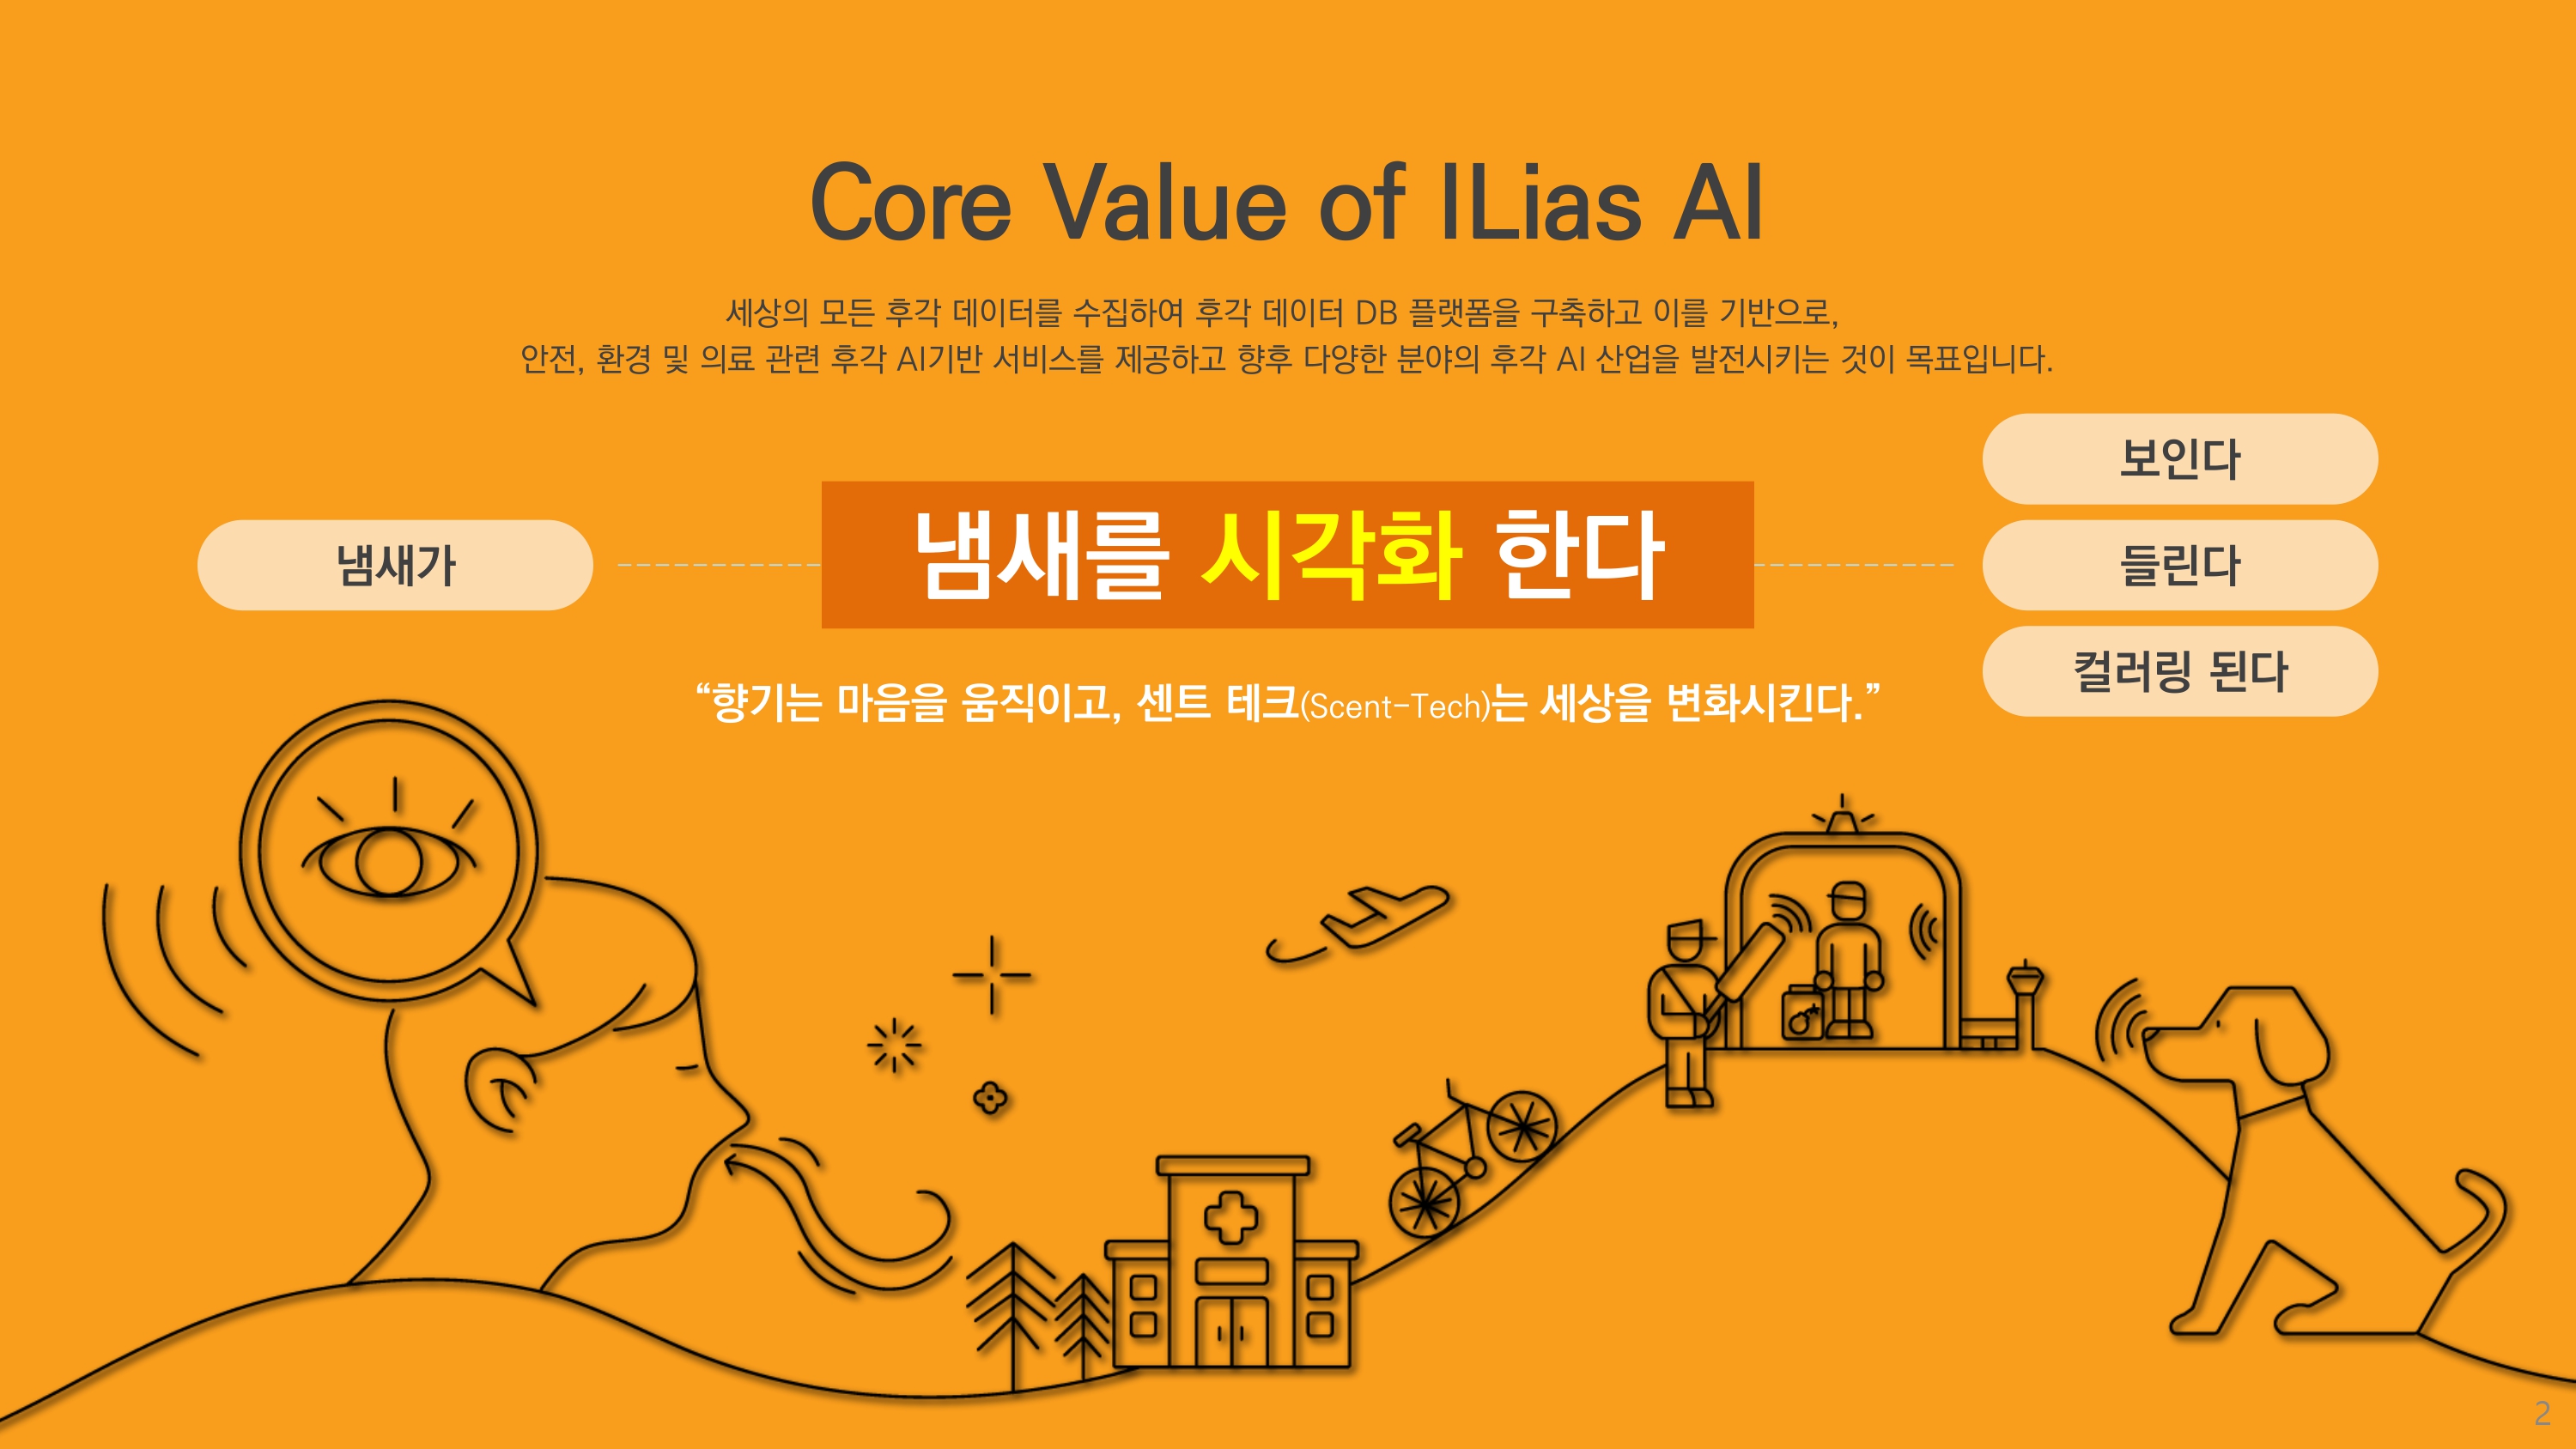 Core Value of ILias AI
세상의 모든 후각 데이터를 수집하여 후각 데이터 DB 플랫폼을 구축하고 이를 기반으로,
안전, 환경 및 의료 관련 후각 AI기반 서비스를 제공하고 향후 다양한 분야의 후각 AI 산업을 발전시키는 것이 목표입니다.
냄새가
냄새를 시각화 한다
보인다
들린다
컬러링 된다
“향기는 마음을 움직이고, 센트 테크(Scent-Tech)는 세상을 변화시킨다.”
2